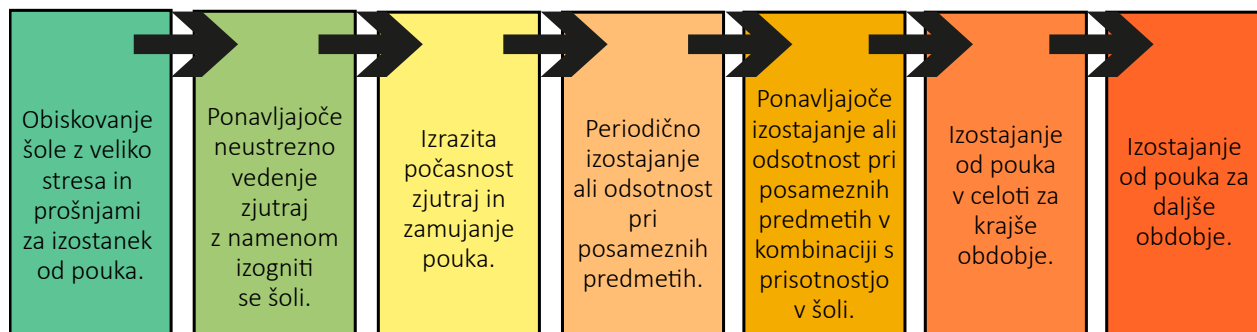 Obiskovanje
šole z veliko
stresa in
prošnjami
za izostanek
od pouka.
Ponavljajoče
neustrezno
vedenje
zjutraj
z namenom
izogniti
se šoli.
Izrazita
počasnost
zjutraj in
zamujanje
pouka.
Periodično
izostajanje
ali odsotnost
pri
posameznih
predmetih.
Ponavljajoče
izostajanje ali
odsotnost pri
posameznih
predmetih v
kombinaciji s
prisotnostjo
v šoli.
Izostajanje
od pouka
v celoti za
krajše
obdobje.
Izostajanje
od pouka za
daljše
obdobje.